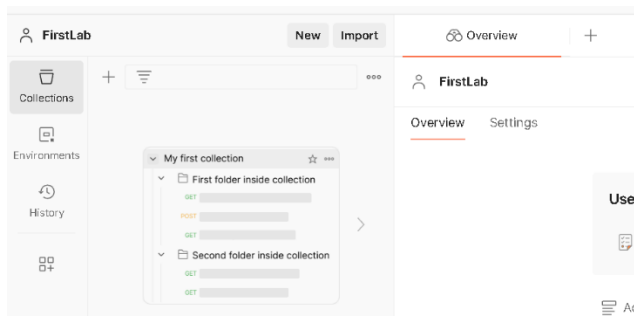 FirstLab New Import
Overview
Collections
FirstLab
Overview Settings
Environments
My first collection
First folder inside collection
GET
POST
GET
History
Second folder inside collection
GET
GET